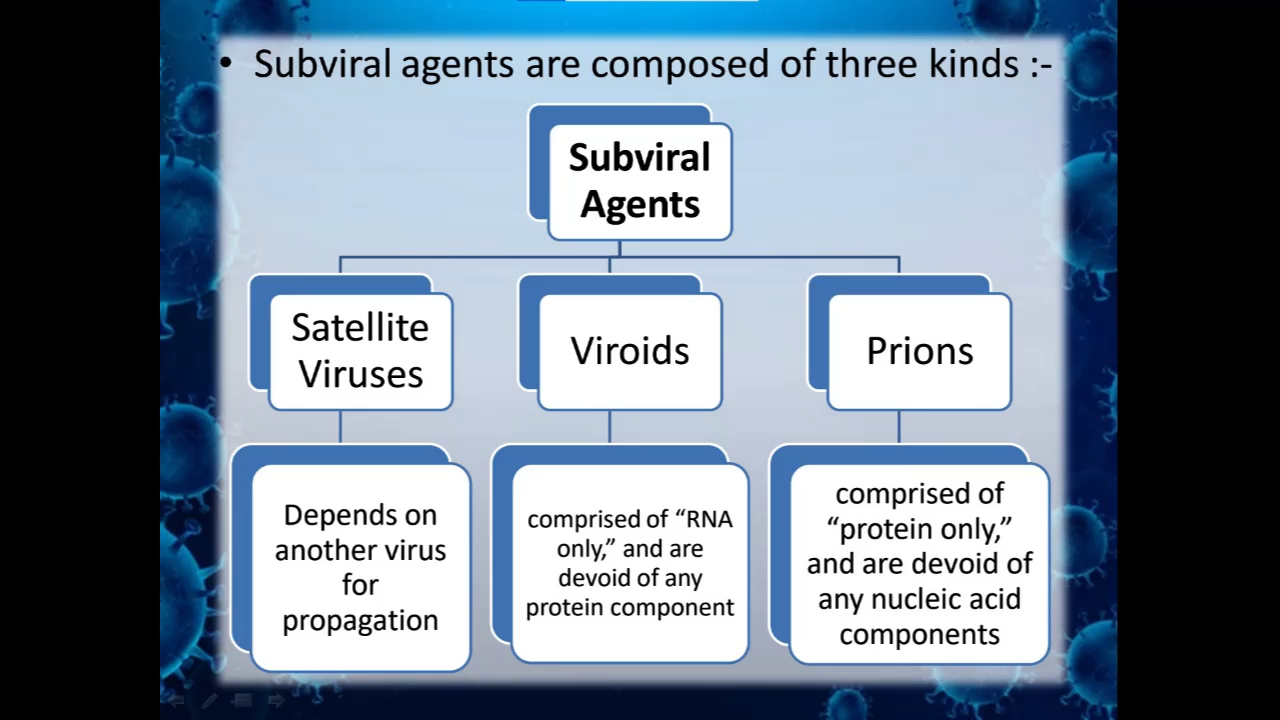 • Subviral agents are composed of three kinds :-
Subviral
Agents
Satellite
Viruses
Viroids
Prions
Depends on
another virus
for
propagation
comprised of “RNA
only,” and are
devoid of any
protein component
comprised of
“protein only,”
and are devoid of
any nucleic acid
components